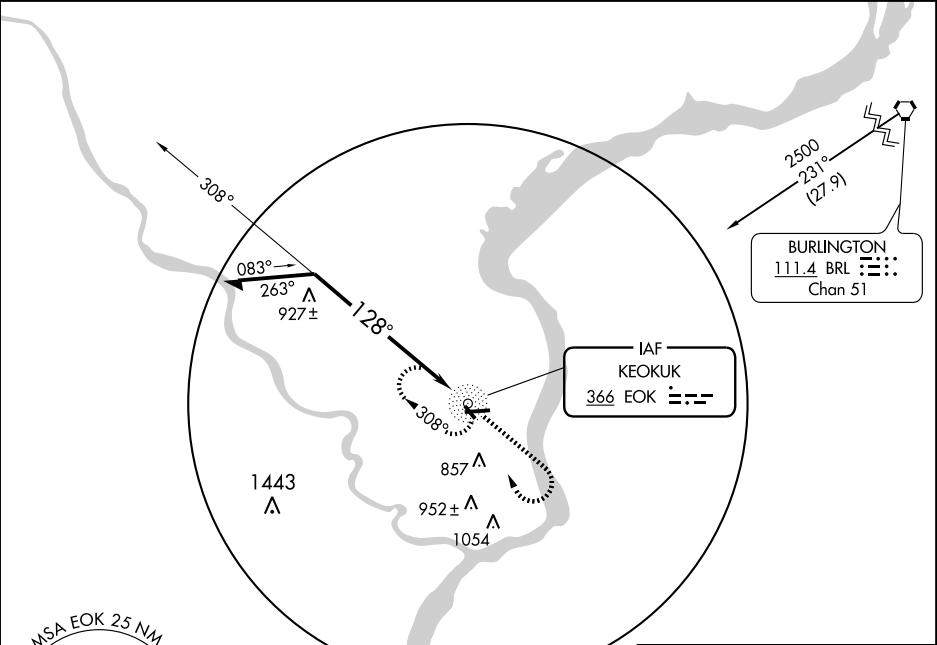 308°
2500
231°
(27.9)
BURLINGTON
111.4 BRL
Chan 51
083°
263°
927±
128°
IAF
KEOKUK
366 EOK
308°
857
1443
952±
1054
MSA EOK 25 NM